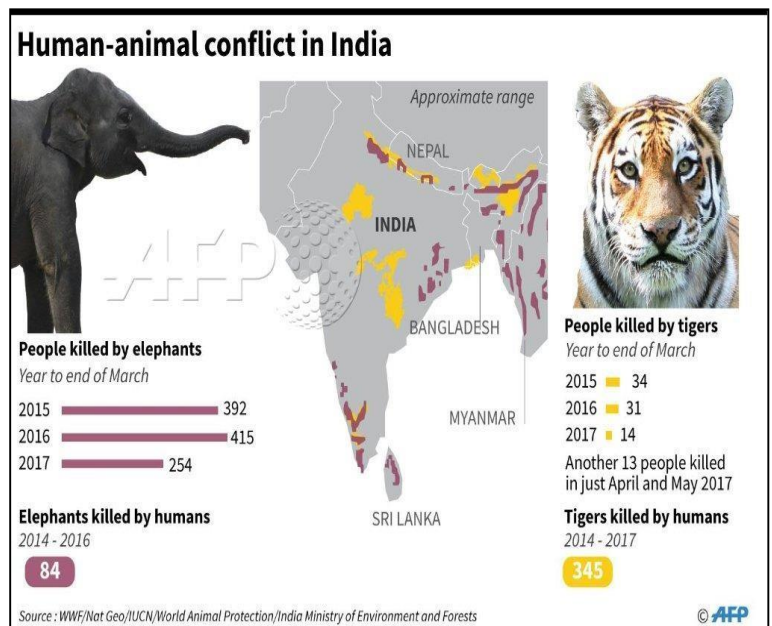 Human-animal conflict in India
Approximate range
NEPAL
INDIA
AFP
BANGLADESH
MYANMAR
SRI LANKA
People killed by elephants
Year to end of March
2015 392
2016 415
2017 254
Elephants killed by humans
2014 - 2016
84
People killed by tigers
Year to end of March
2015 34
2016 31
2017 14
Another 13 people killed
in just April and May 2017
Tigers killed by humans
2014 - 2017
345
Source : WWF/Nat Geo/IUCN/World Animal Protection/India Ministry of Environment and Forests
© AFP